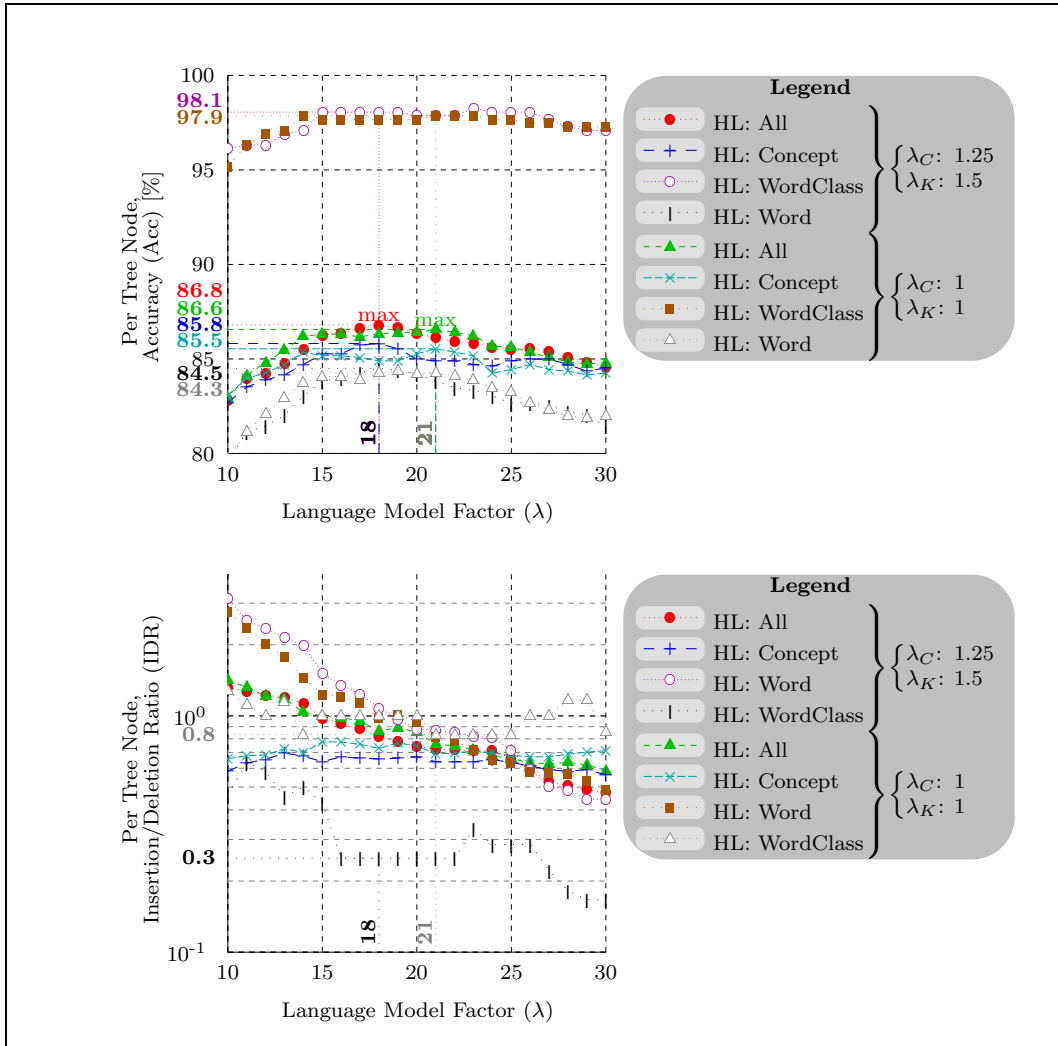 100
98.1
97.9
95
90
86.8
86.6
85.8
85.5
85
84.5
84.3
80
Per Tree Node,
Accuracy (Acc) [%]
max
max
18
21
10
15
20
25
30
Language Model Factor (λ)
Legend
HL: All
HL: Concept
HL: WordClass
HL: Word
λC: 1.25
λK: 1.5
HL: All
HL: Concept
HL: WordClass
HL: Word
λC: 1
λK: 1
10⁰
0.8
0.3
10⁻¹
Per Tree Node,
Insertion/Deletion Ratio (IDR)
18
21
10
15
20
25
30
Language Model Factor (λ)
Legend
HL: All
HL: Concept
HL: Word
HL: WordClass
λC: 1.25
λK: 1.5
HL: All
HL: Concept
HL: Word
HL: WordClass
λC: 1
λK: 1